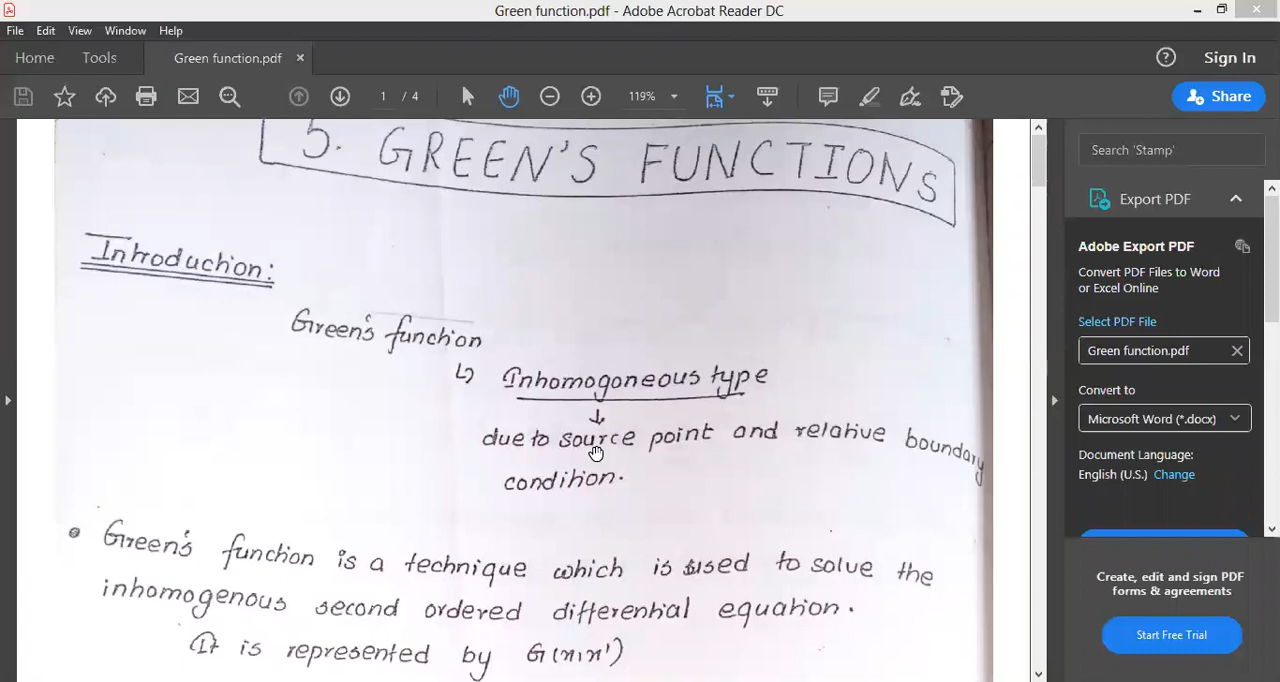 Green function.pdf - Adobe Acrobat Reader DC
File Edit View Window Help
Home Tools Green function.pdf × Sign In
1 / 4 119% Share
5. GREEN'S FUNCTIONS
Introduction:
Green's function
↳ Inhomogoneous type
↓
due to source point and relative boundary
condition.
• Green's function is a technique which is used to solve the
inhomogenous second ordered differential equation.
It is represented by G(x,x')
Search 'Stamp'
Export PDF
Adobe Export PDF
Convert PDF Files to Word
or Excel Online
Select PDF File
Green function.pdf
Convert to
Microsoft Word (*.docx)
Document Language:
English (U.S.) Change
Create, edit and sign PDF
forms & agreements
Start Free Trial